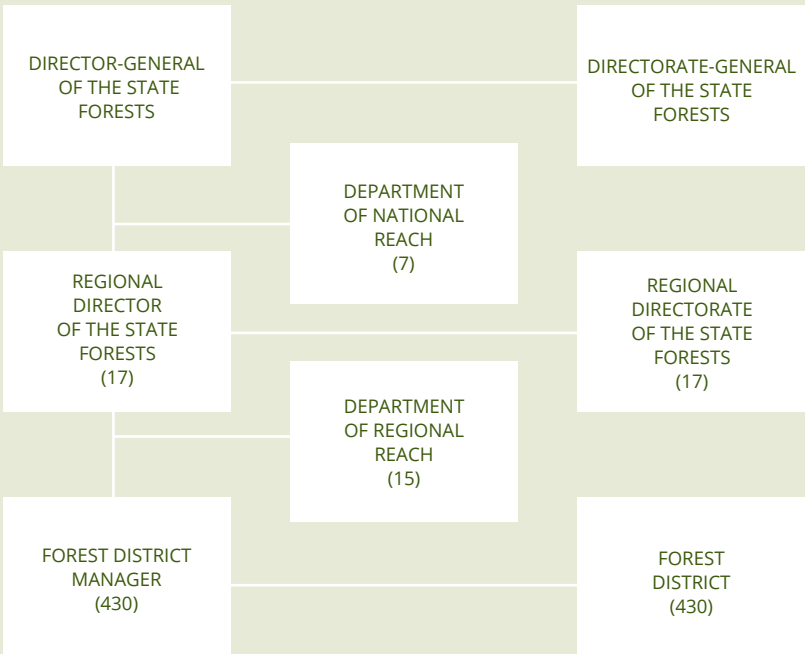 DIRECTOR-GENERAL
OF THE STATE
FORESTS
DIRECTORATE-GENERAL
OF THE STATE
FORESTS
DEPARTMENT
OF NATIONAL
REACH
(7)
REGIONAL
DIRECTOR
OF THE STATE
FORESTS
(17)
REGIONAL
DIRECTORATE
OF THE STATE
FORESTS
(17)
DEPARTMENT
OF REGIONAL
REACH
(15)
FOREST DISTRICT
MANAGER
(430)
FOREST
DISTRICT
(430)